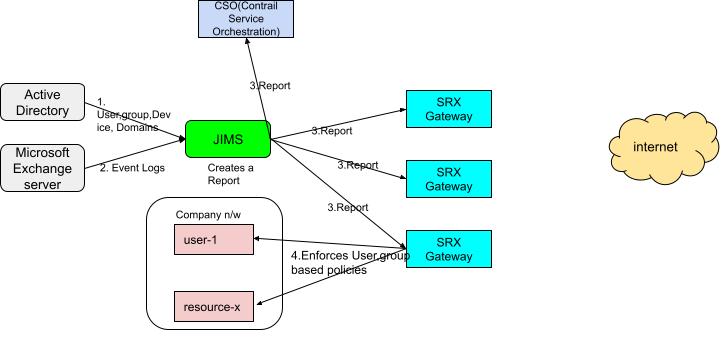 CSO(Contrail
Service
Orchestration)
3.Report
Active
Directory
1.
User,group,Dev
ice, Domains
SRX
Gateway
3.Report
JIMS
internet
Microsoft
Exchange
server
2. Event Logs
Creates a
Report
3.Report
SRX
Gateway
3.Report
Company n/w
user-1
SRX
Gateway
4.Enforces User,group
based policies
resource-x